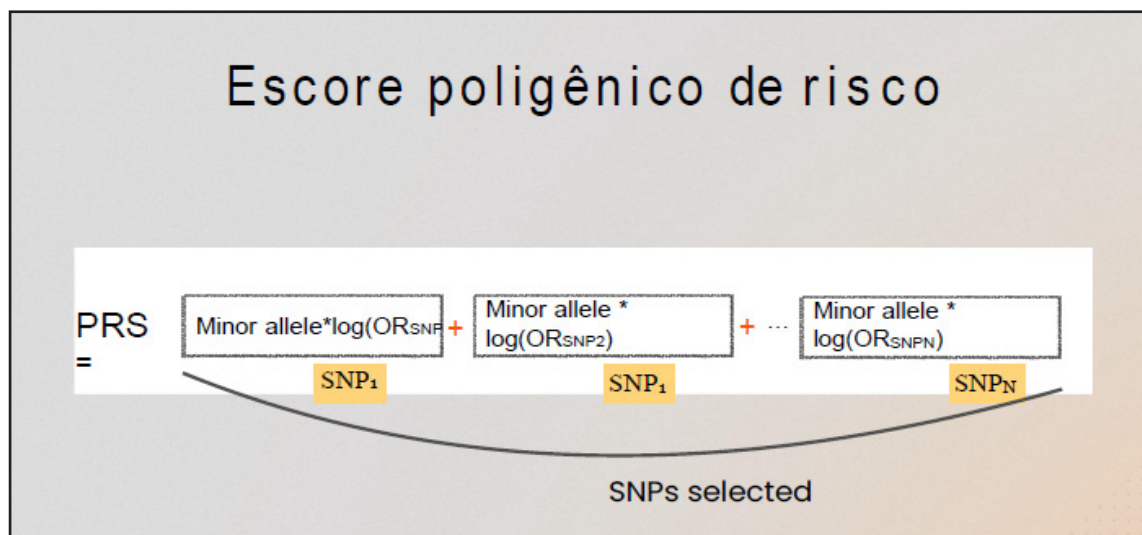 Escore poligênico de risco
PRS
=
Minor allele*log(ORSNP
+
Minor allele *
log(ORSNP2)
+ ...
Minor allele *
log(ORSNPN)
SNP₁
SNP₁
SNPN
SNPs selected